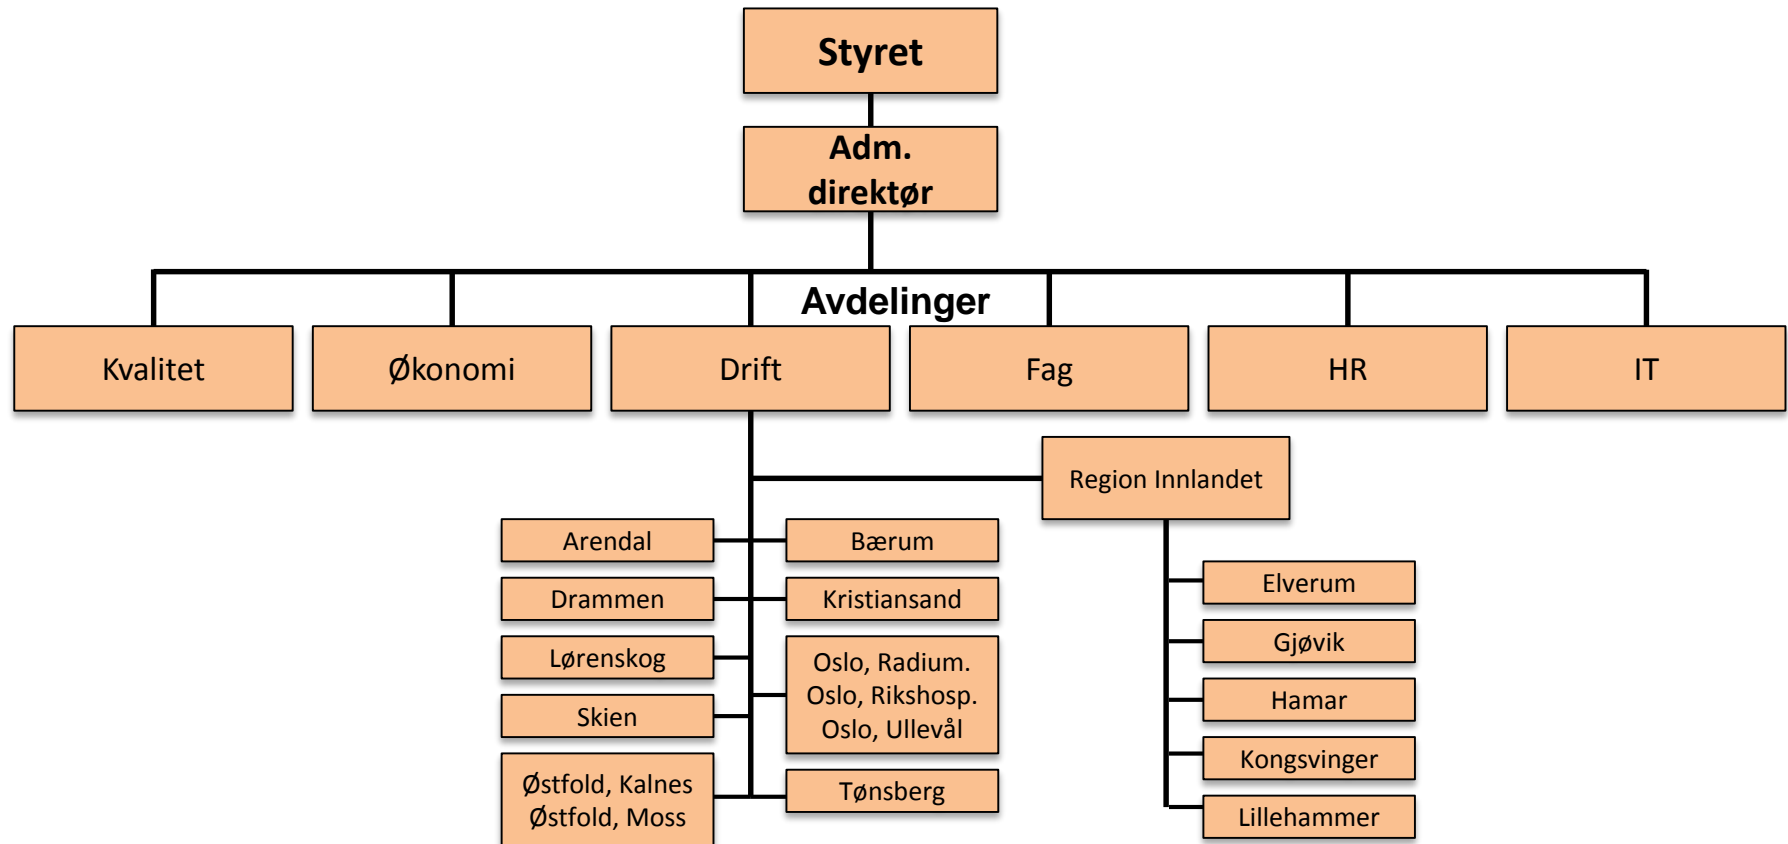 Styret
Adm.
direktør
Avdelinger
Kvalitet
Økonomi
Drift
Fag
HR
IT
Region Innlandet
Arendal
Bærum
Drammen
Kristiansand
Lørenskog
Oslo, Radium.
Oslo, Rikshosp.
Oslo, Ullevål
Skien
Østfold, Kalnes
Østfold, Moss
Tønsberg
Elverum
Gjøvik
Hamar
Kongsvinger
Lillehammer